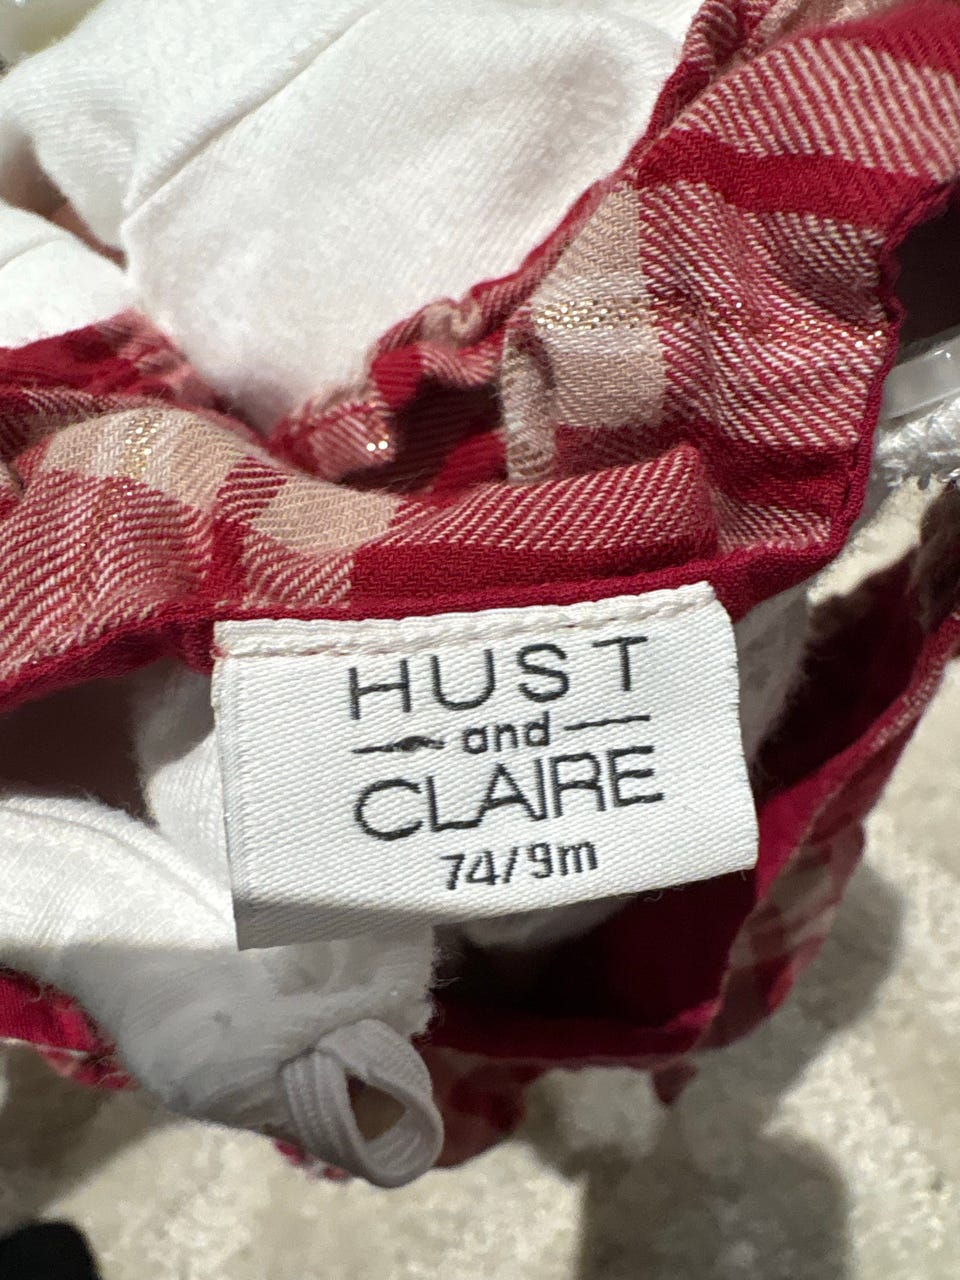 HUST
and
CLAIRE
74/9m